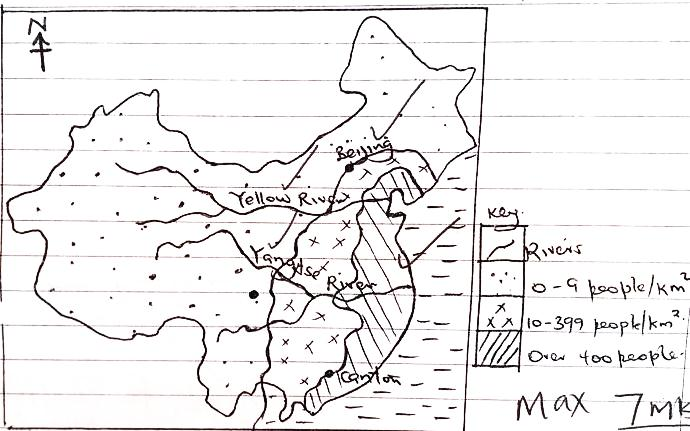 N
Beijing
Yellow River
Yangtse River
Canton
Key
Rivers
0-9 people/km²
10-399 people/km².
Over 400 people.
Max 7mk